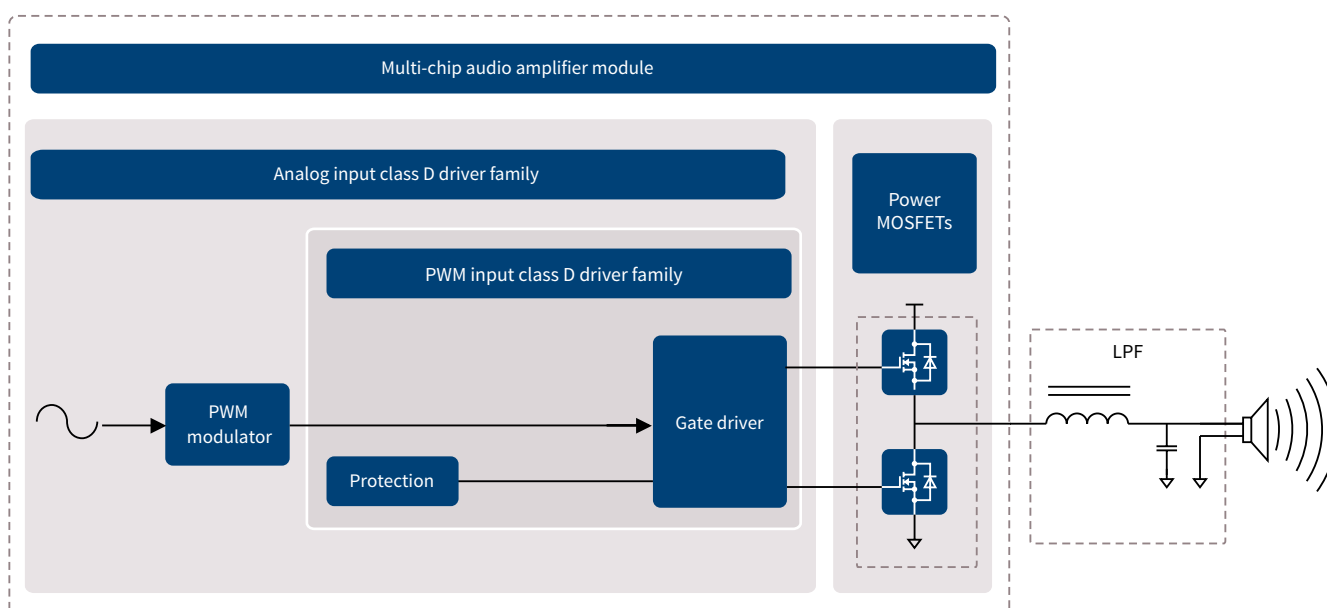 Multi-chip audio amplifier module
Analog input class D driver family
Power
MOSFETs
PWM input class D driver family
LPF
PWM
modulator
Gate driver
Protection